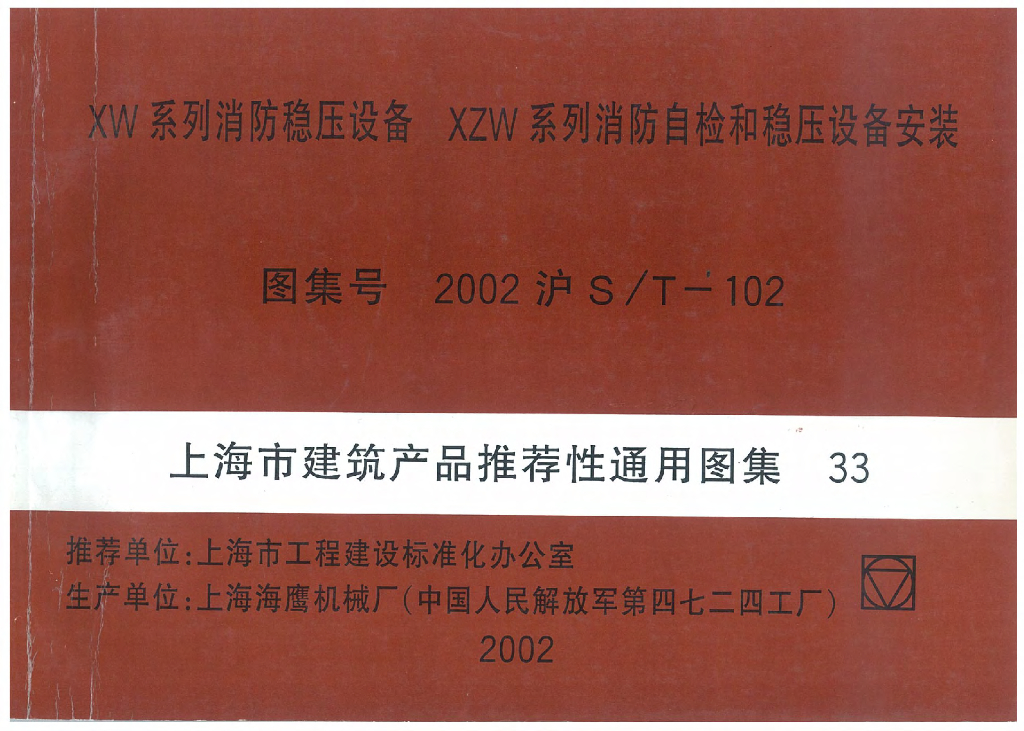 XW 系列消防稳压设备 XZW 系列消防自检和稳压设备安装
图集号 2002 沪 S/T－102
上海市建筑产品推荐性通用图集 33
推荐单位:上海市工程建设标准化办公室
生产单位:上海海鹰机械厂(中国人民解放军第四七二四工厂)
2002